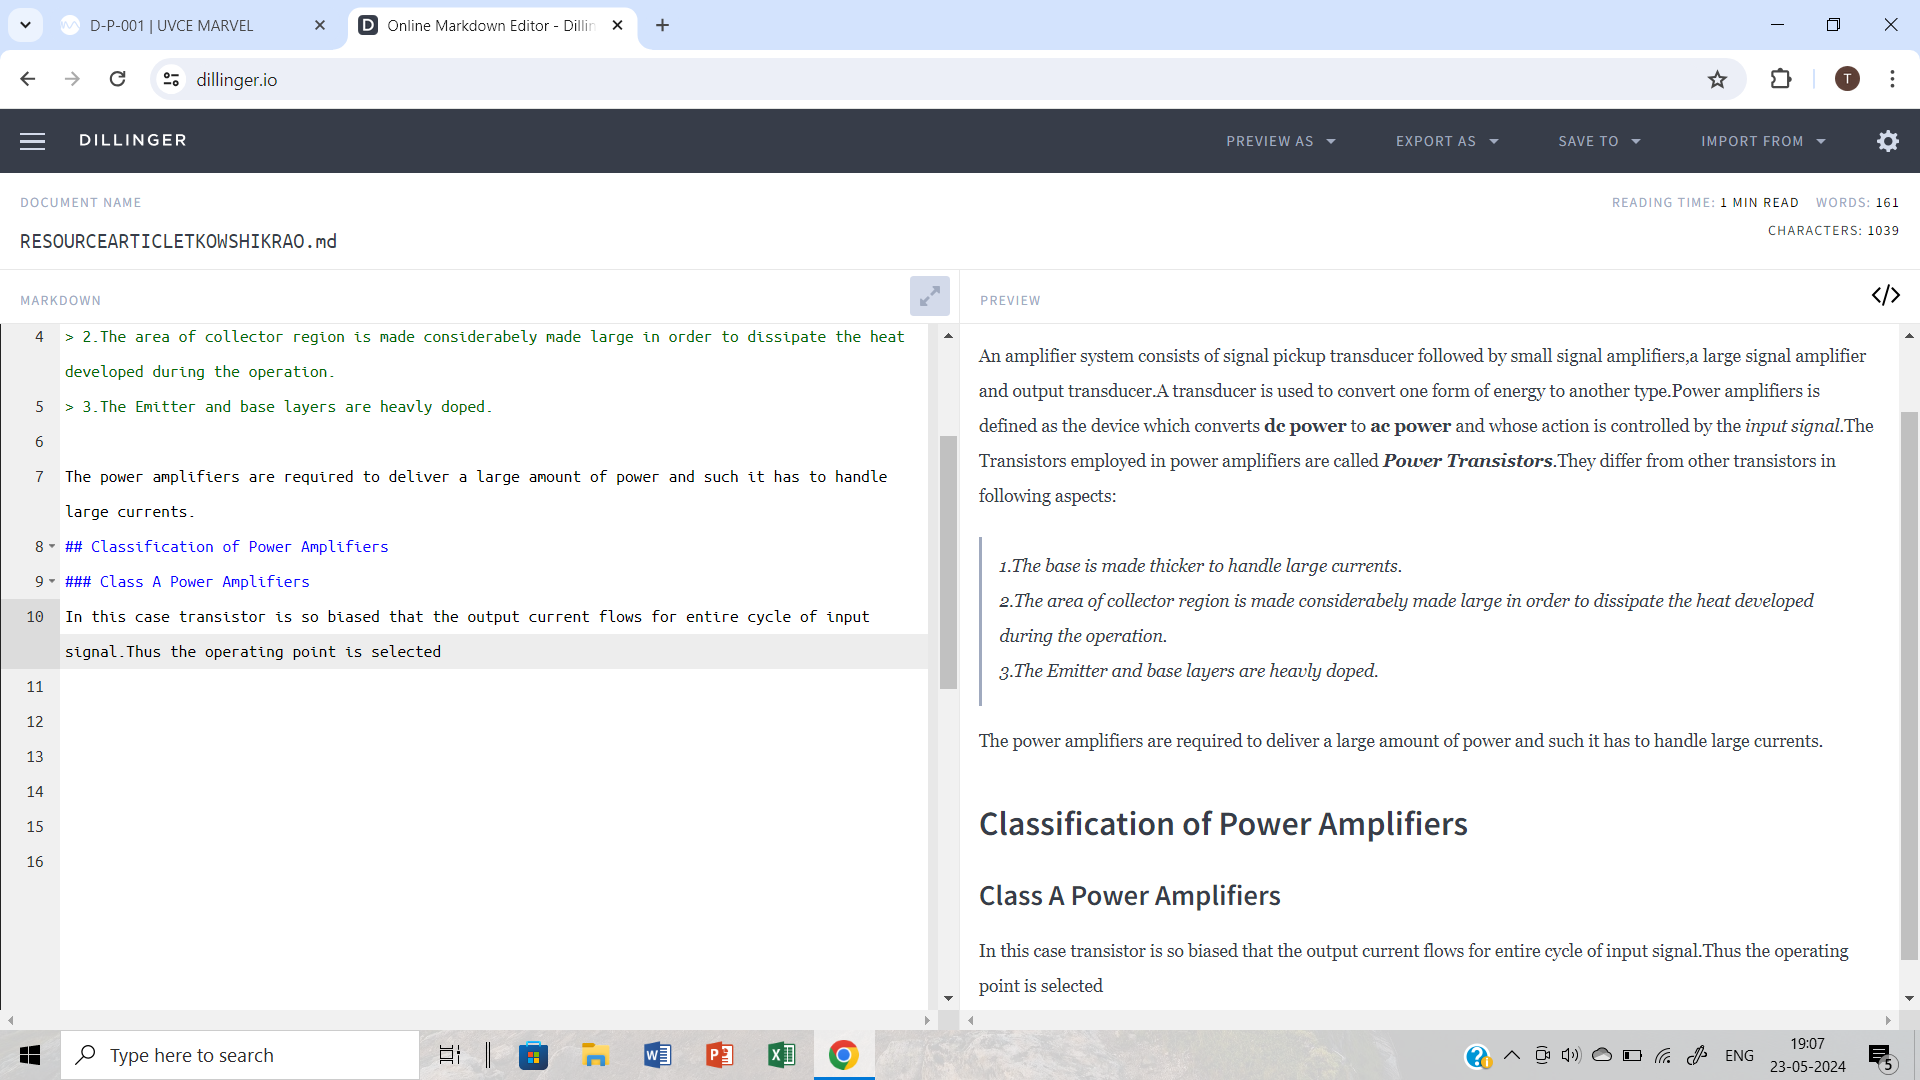 D-P-001 | UVCE MARVEL
Online Markdown Editor - Dillin
dillinger.io
T
DILLINGER
PREVIEW AS
EXPORT AS
SAVE TO
IMPORT FROM
DOCUMENT NAME
READING TIME: 1 MIN READ WORDS: 161
CHARACTERS: 1039
RESOURCEARTICLETKOWSHIKRAO.md
MARKDOWN
4 > 2.The area of collector region is made considerabely made large in order to dissipate the heat
developed during the operation.
5 > 3.The Emitter and base layers are heavly doped.
6
7 The power amplifiers are required to deliver a large amount of power and such it has to handle
large currents.
8 ## Classification of Power Amplifiers
9 ### Class A Power Amplifiers
10 In this case transistor is so biased that the output current flows for entire cycle of input
signal.Thus the operating point is selected
11
12
13
14
15
16
PREVIEW
</>
An amplifier system consists of signal pickup transducer followed by small signal amplifiers,a large signal amplifier
and output transducer.A transducer is used to convert one form of energy to another type.Power amplifiers is
defined as the device which converts dc power to ac power and whose action is controlled by the input signal.The
Transistors employed in power amplifiers are called Power Transistors.They differ from other transistors in
following aspects:
1.The base is made thicker to handle large currents.
2.The area of collector region is made considerabely made large in order to dissipate the heat developed
during the operation.
3.The Emitter and base layers are heavly doped.
The power amplifiers are required to deliver a large amount of power and such it has to handle large currents.
Classification of Power Amplifiers
Class A Power Amplifiers
In this case transistor is so biased that the output current flows for entire cycle of input signal.Thus the operating
point is selected
Type here to search
ENG
19:07
23-05-2024
5